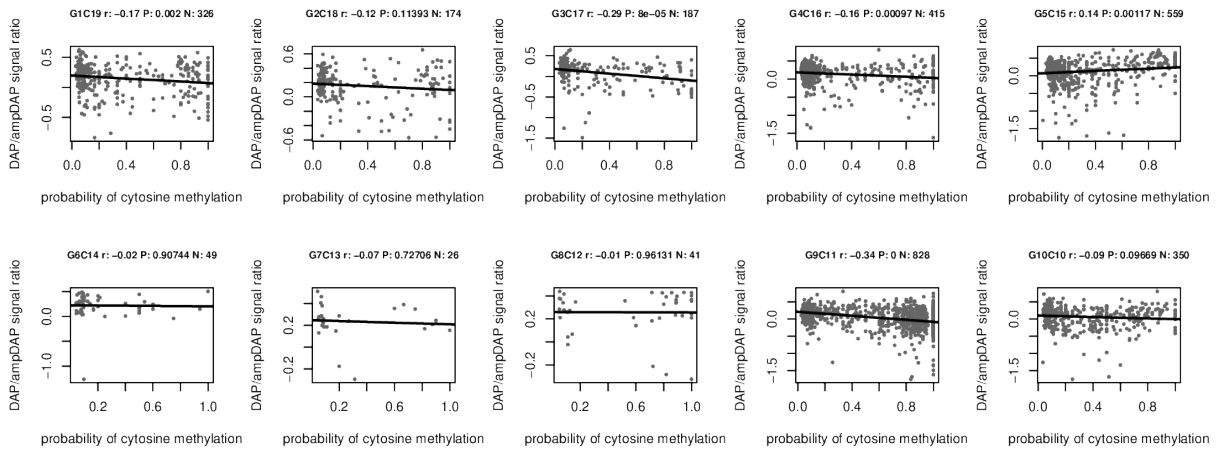 G1C19 r: −0.17 P: 0.002 N: 326
DAP/ampDAP signal ratio
0.5
−0.5
0.0 0.4 0.8
probability of cytosine methylation
G2C18 r: −0.12 P: 0.11393 N: 174
DAP/ampDAP signal ratio
0.6
0.0
−0.6
0.0 0.4 0.8
probability of cytosine methylation
G3C17 r: −0.29 P: 8e−05 N: 187
DAP/ampDAP signal ratio
0.5
−0.5
−1.5
0.0 0.4 0.8
probability of cytosine methylation
G4C16 r: −0.16 P: 0.00097 N: 415
DAP/ampDAP signal ratio
0.0
−1.5
0.0 0.4 0.8
probability of cytosine methylation
G5C15 r: 0.14 P: 0.00117 N: 559
DAP/ampDAP signal ratio
0.0
−1.5
0.0 0.4 0.8
probability of cytosine methylation
G6C14 r: −0.02 P: 0.90744 N: 49
DAP/ampDAP signal ratio
0.0
−1.0
0.2 0.6 1.0
probability of cytosine methylation
G7C13 r: −0.07 P: 0.72706 N: 26
DAP/ampDAP signal ratio
0.2
−0.2
0.2 0.6 1.0
probability of cytosine methylation
G8C12 r: −0.01 P: 0.96131 N: 41
DAP/ampDAP signal ratio
0.2
−0.2
0.2 0.6 1.0
probability of cytosine methylation
G9C11 r: −0.34 P: 0 N: 828
DAP/ampDAP signal ratio
0.0
−1.5
0.0 0.4 0.8
probability of cytosine methylation
G10C10 r: −0.09 P: 0.09669 N: 350
DAP/ampDAP signal ratio
0.0
−1.5
0.0 0.4 0.8
probability of cytosine methylation